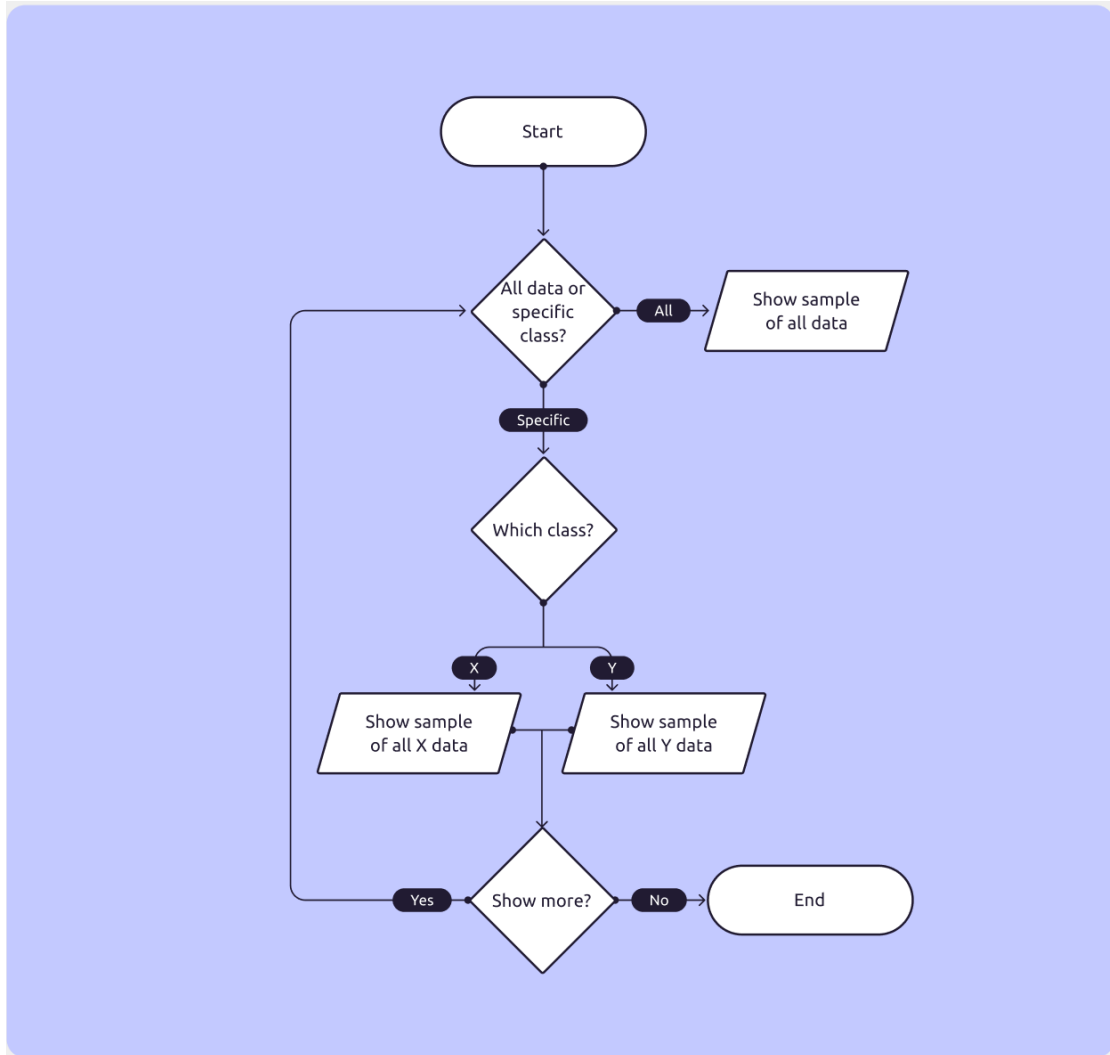 Start
All data or
specific
class?
All
Show sample
of all data
Specific
Which class?
X
Y
Show sample
of all X data
Show sample
of all Y data
Yes
Show more?
No
End